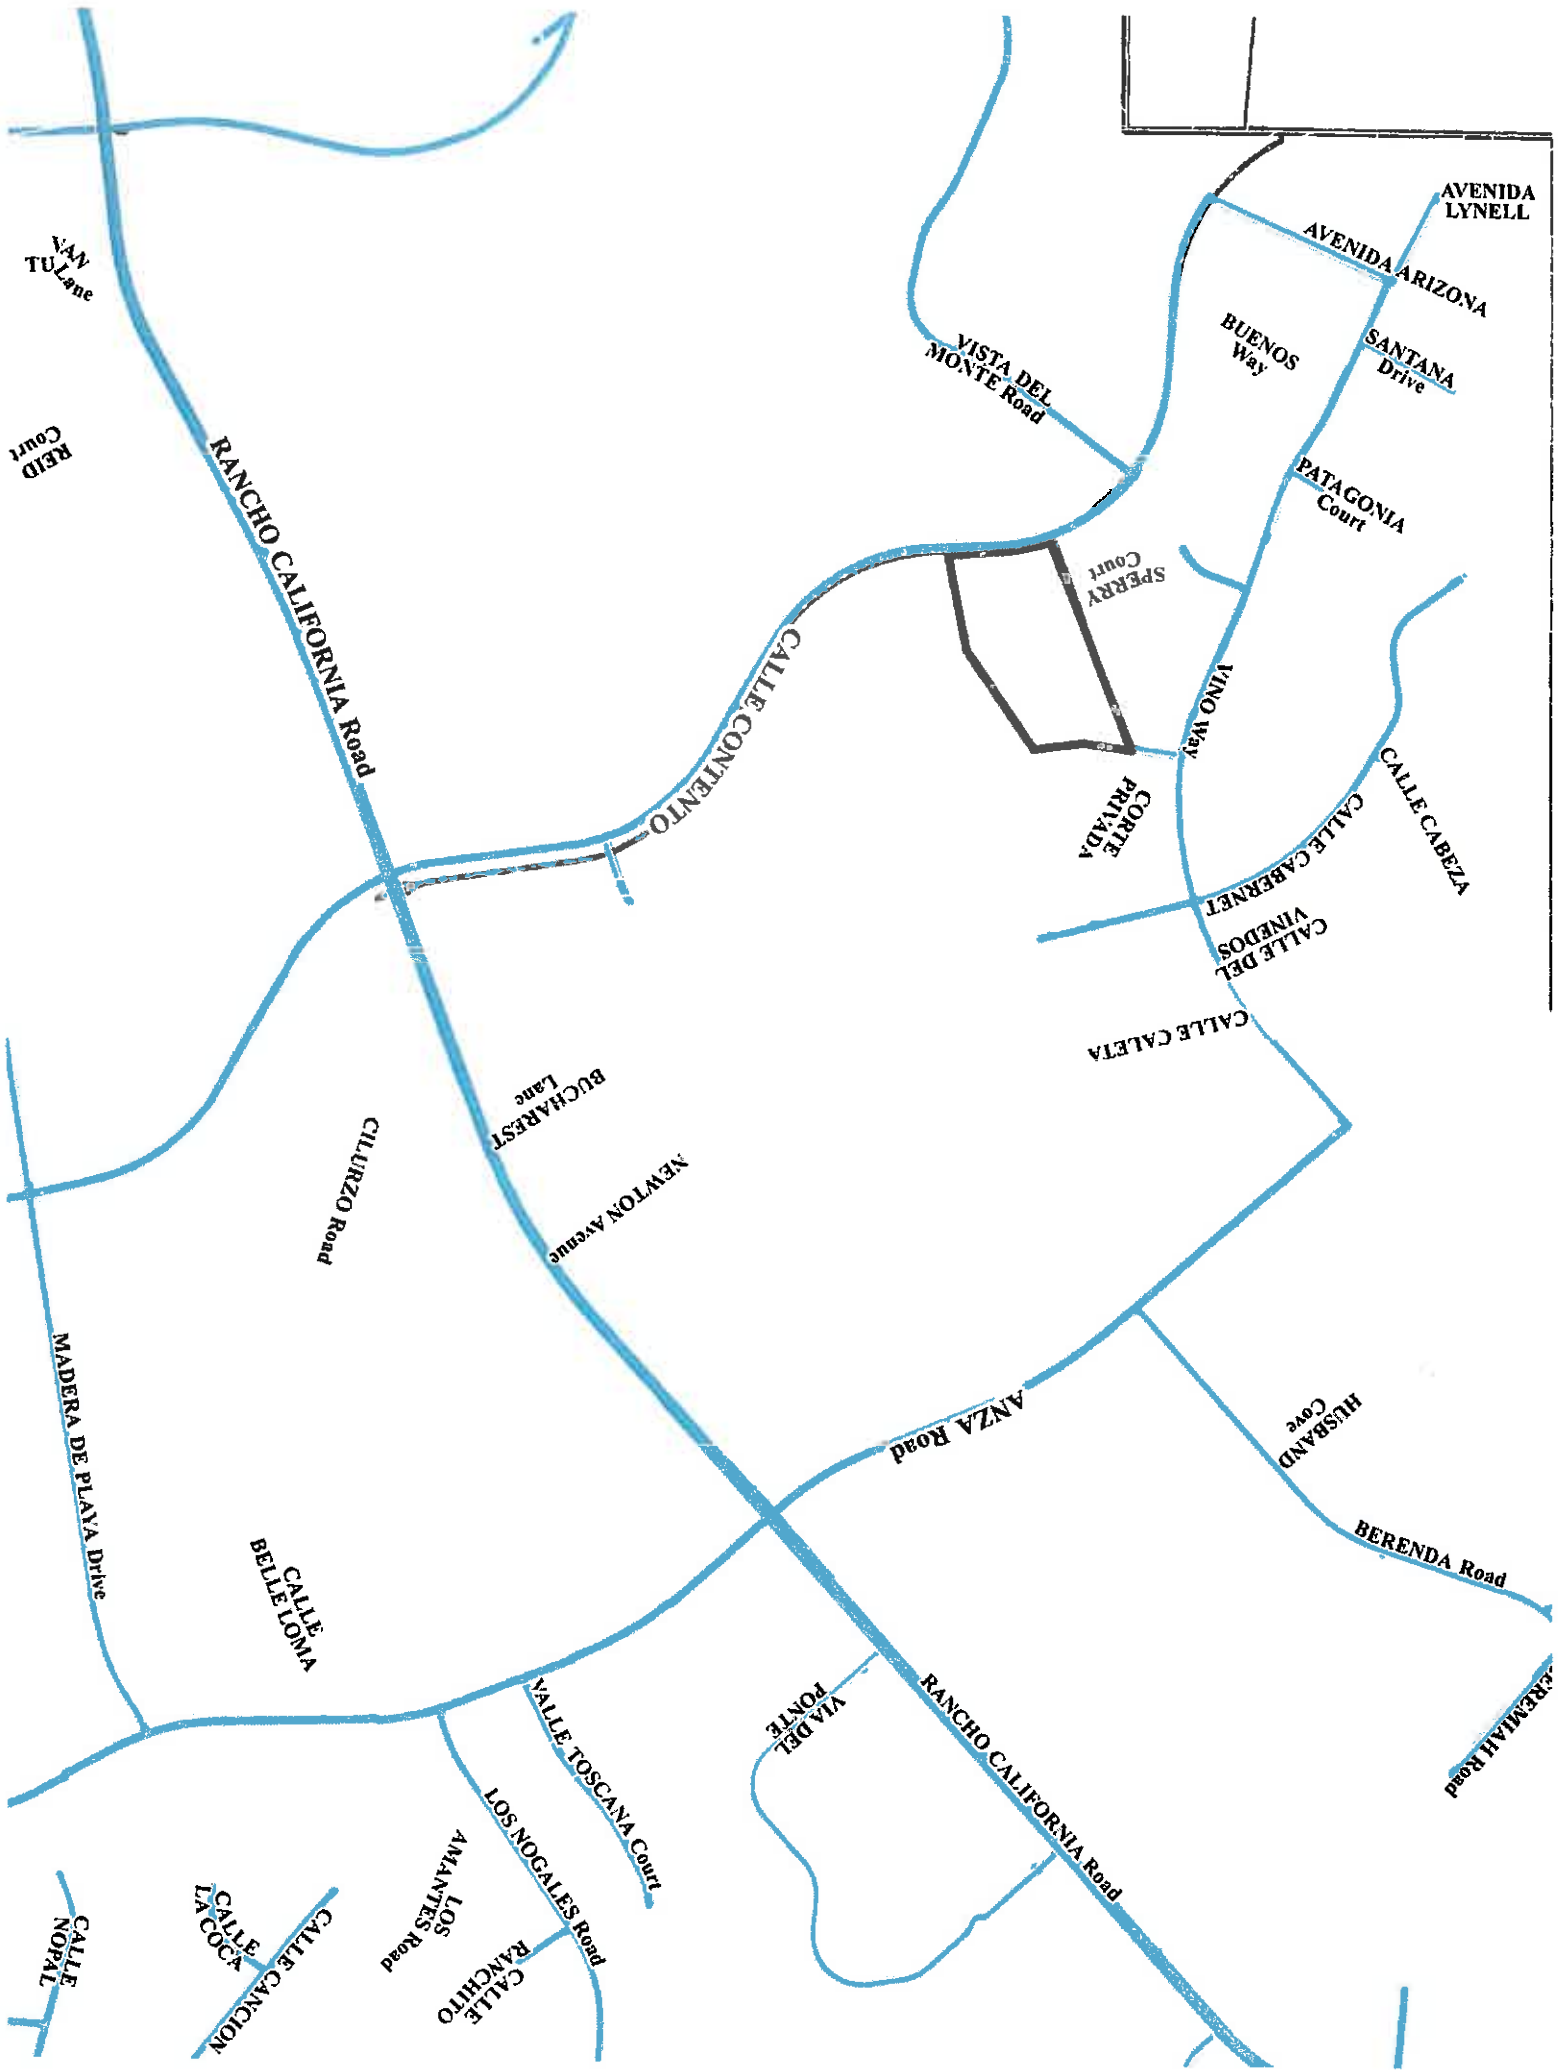 AVENIDA
LYNELL
AVENIDA ARIZONA
VAN
TU Lane
BUENOS
Way
SANTANA
Drive
VISTA DEL
MONTE Road
REID
Court
RANCHO CALIFORNIA Road
PATAGONIA
Court
SPERRY
Court
CALLE CONTENTO
VINO Way
CORTE
PRIVADA
CALLE CABEZA
CALLE CABERNET
CALLE DEL
VINEDOS
CALLE CALETA
BUCHAREST
Lane
CILURZO Road
NEWTON Avenue
MADERA DE PLAYA Drive
ANZA Road
HUSBAND
Cove
BERENDA Road
CALLE
BELLE LOMA
VALLE TOSCANA Court
VIA DEL
PONTE
RANCHO CALIFORNIA Road
EREMIAH Road
LOS NOGALES Road
LOS
AMANTES Road
CALLE
RANCHITO
CALLE
NOPAL
CALLE
LA COCA
CALLE CANCION